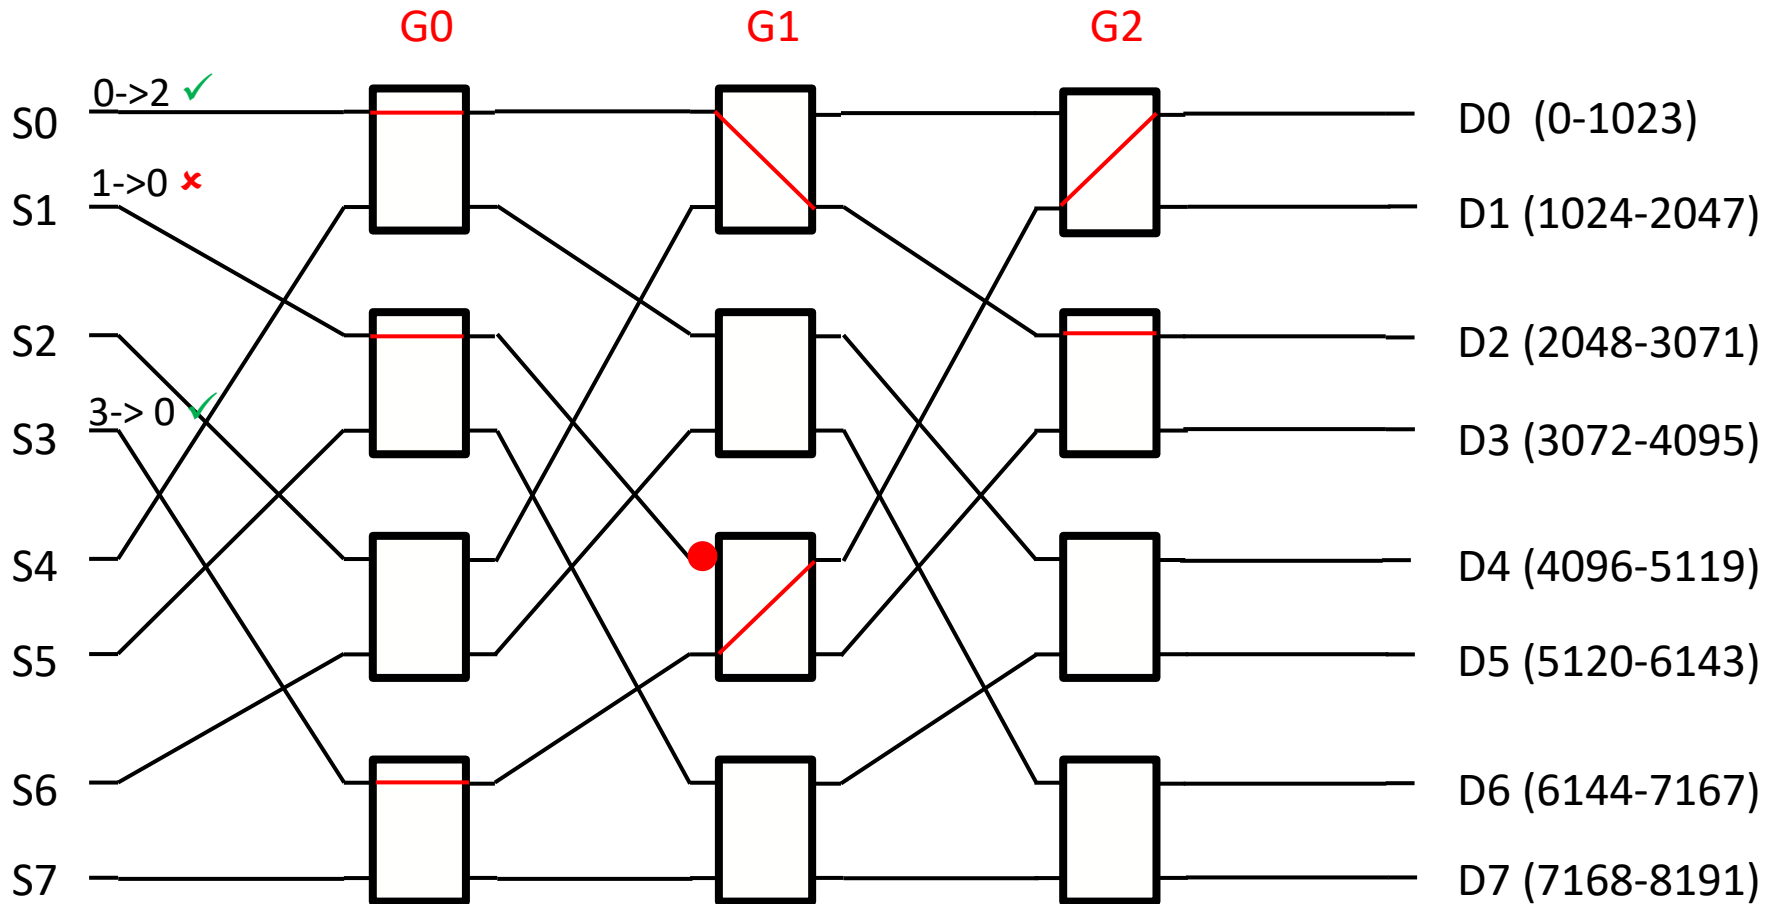 G0 G1 G2
0->2 ✓
S0 D0 (0-1023)
1->0 ✘
S1 D1 (1024-2047)
S2 D2 (2048-3071)
3-> 0 ✓
S3 D3 (3072-4095)
S4 D4 (4096-5119)
S5 D5 (5120-6143)
S6 D6 (6144-7167)
S7 D7 (7168-8191)